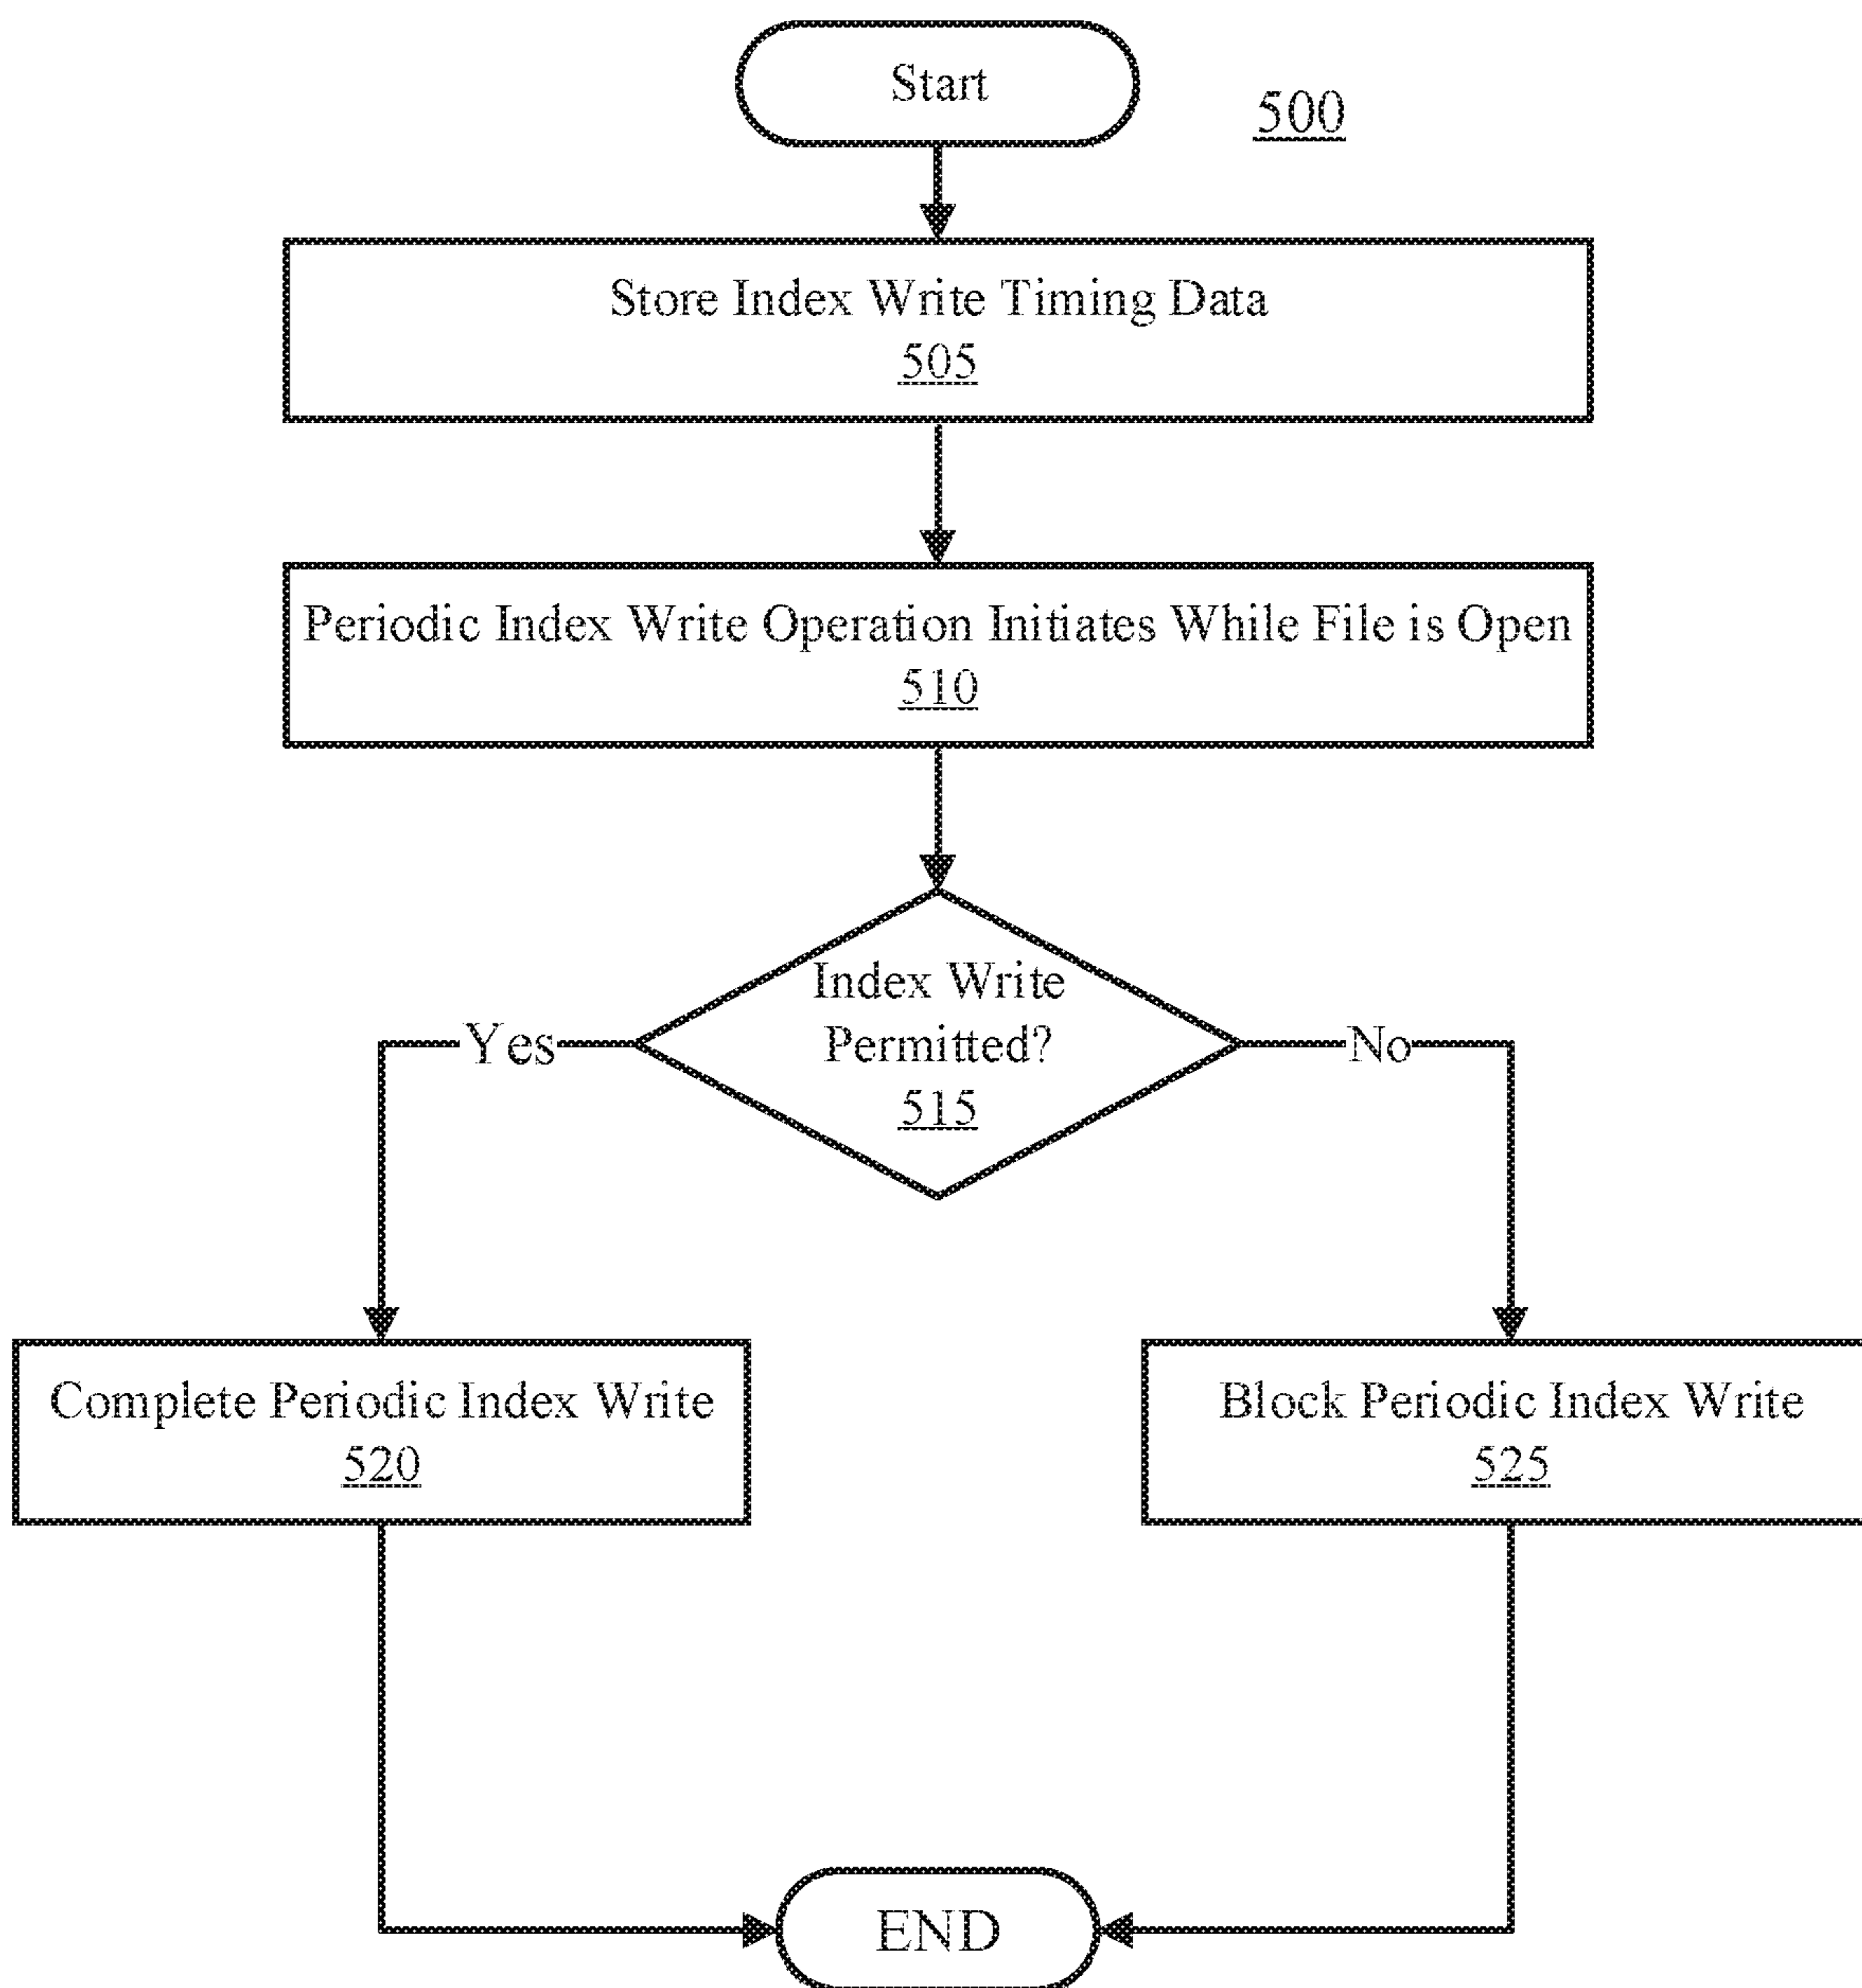 Start
500
Store Index Write Timing Data
505
Periodic Index Write Operation Initiates While File is Open
510
Index Write
Permitted?
515
Yes
No
Complete Periodic Index Write
520
Block Periodic Index Write
525
END